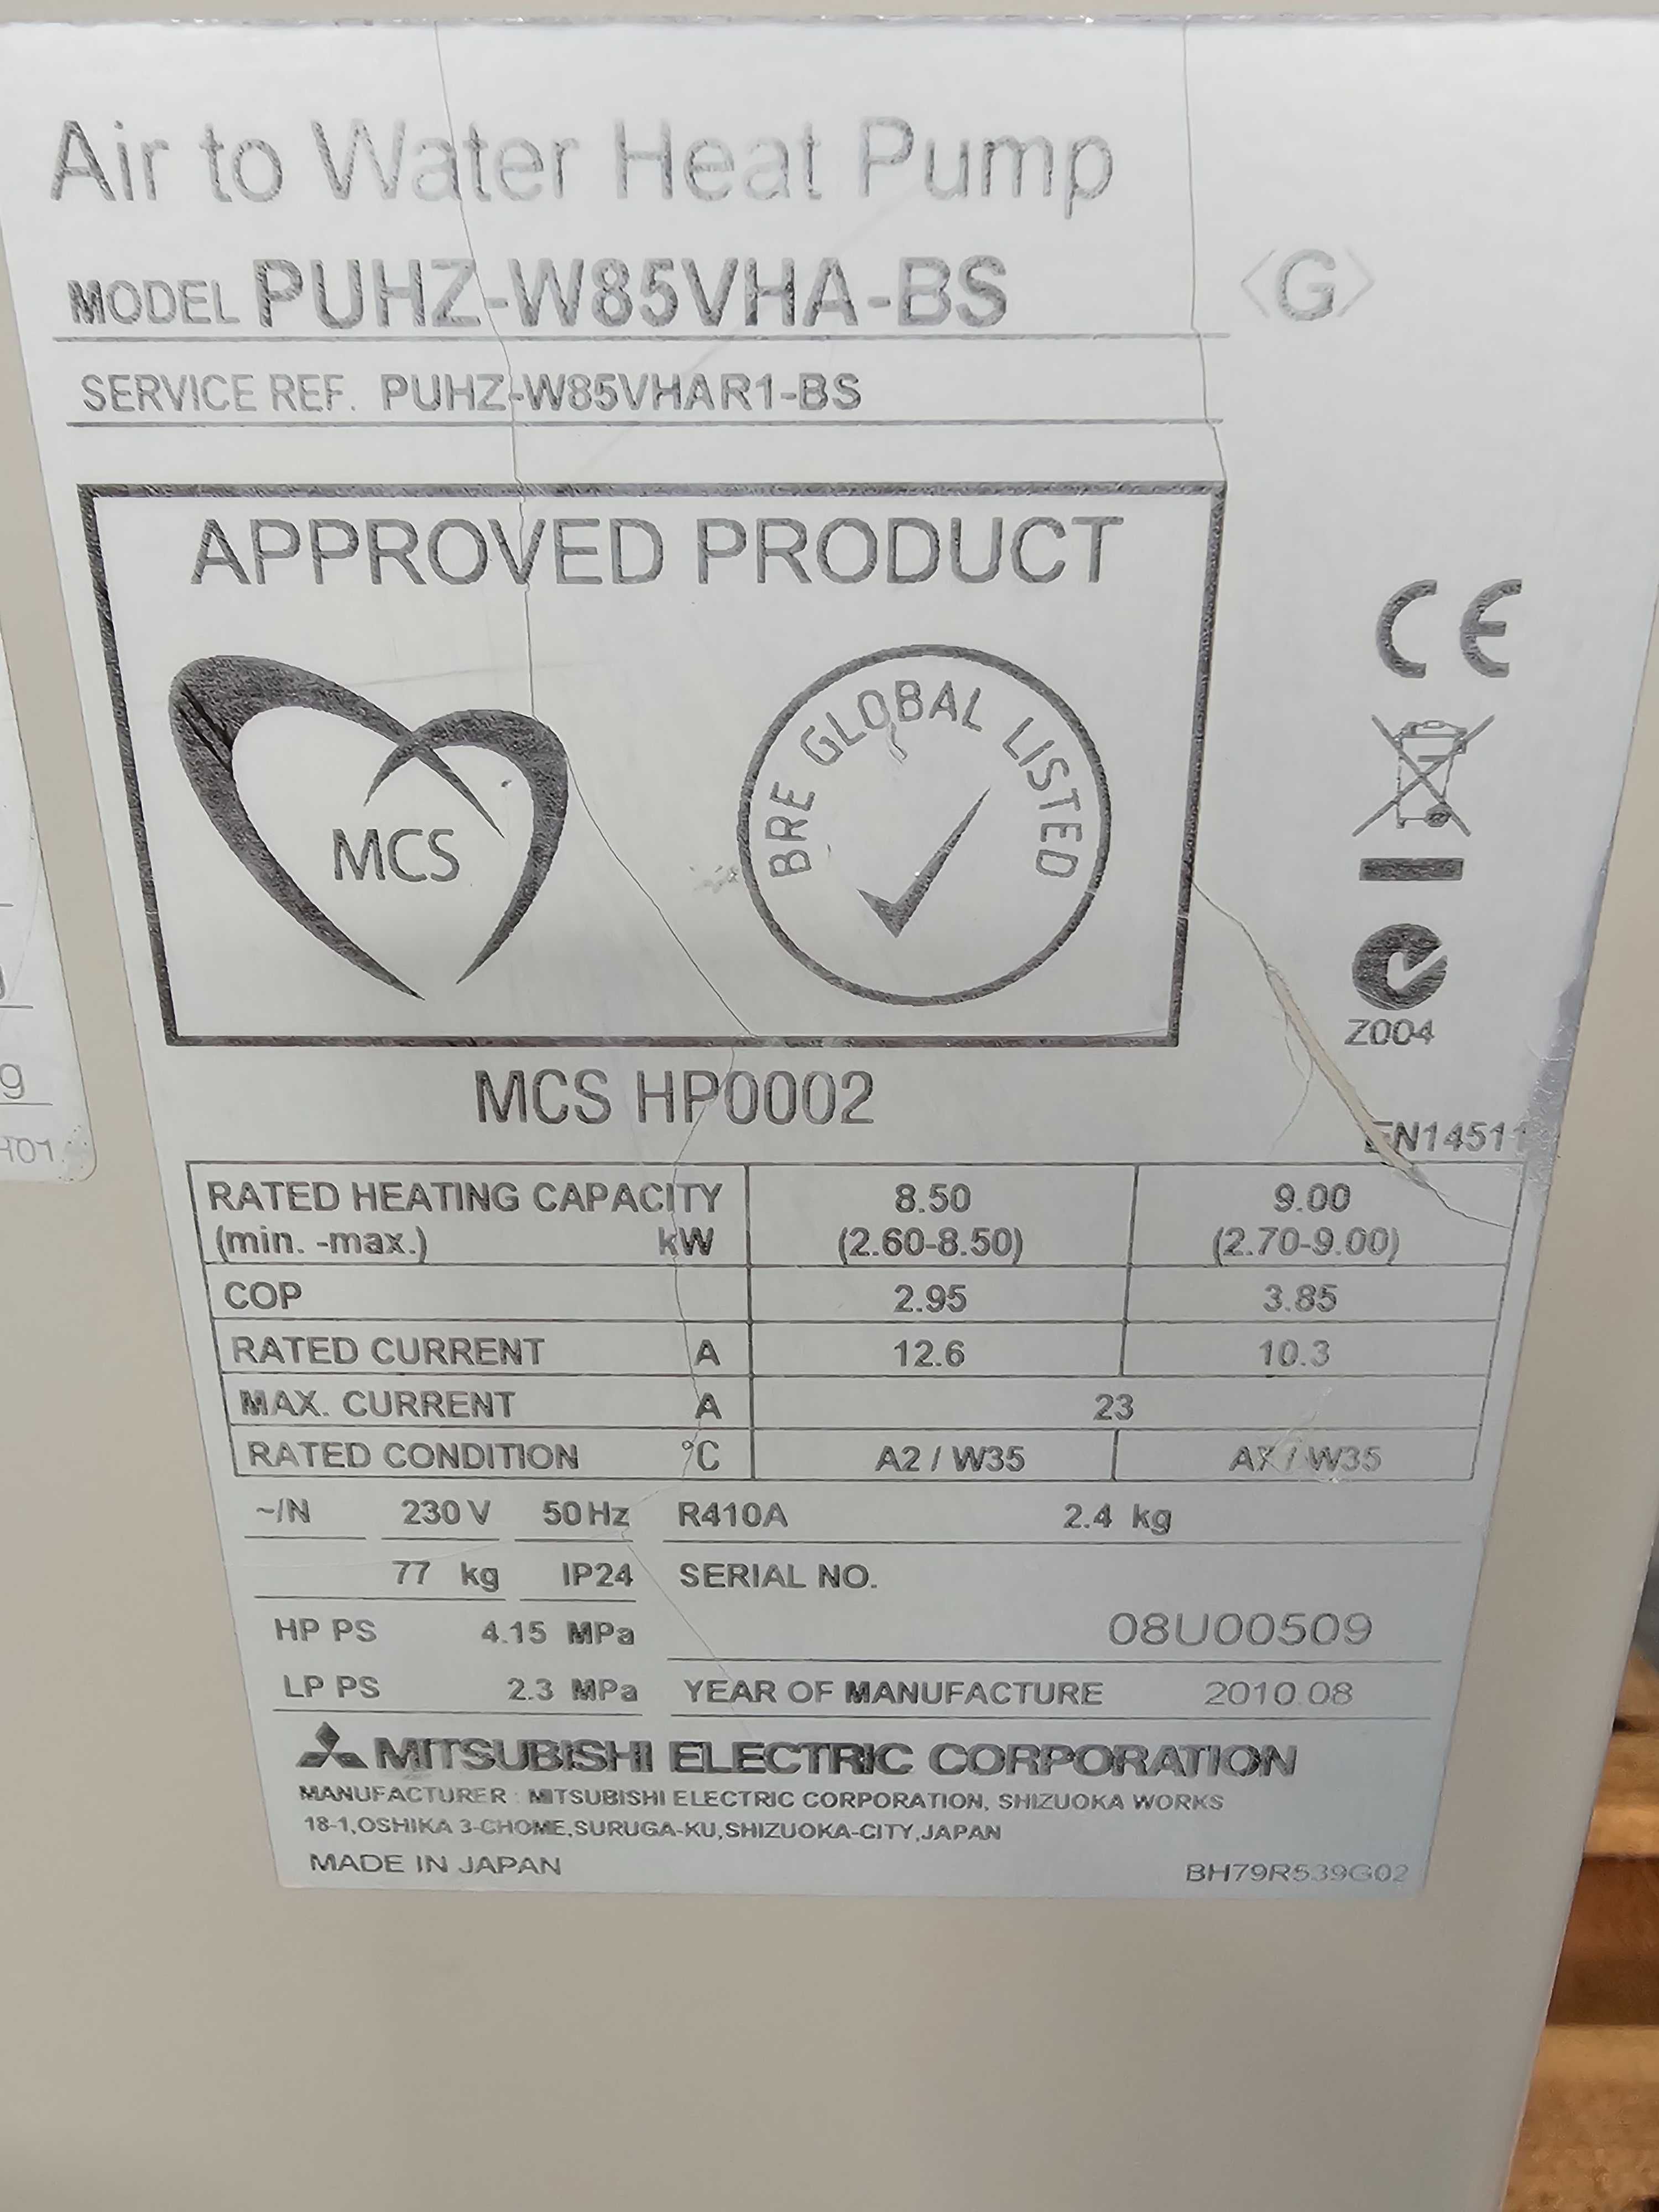 Air to Water Heat Pump
MODEL PUHZ-W85VHA-BS <G>
SERVICE REF. PUHZ-W85VHAR1-BS
APPROVED PRODUCT
MCS
BRE GLOBAL LISTED
CE
Z004
MCS HP0002
EN14511
RATED HEATING CAPACITY 8.50 9.00
(min. -max.) kW (2.60-8.50) (2.70-9.00)
COP 2.95 3.85
RATED CURRENT A 12.6 10.3
MAX. CURRENT A 23
RATED CONDITION °C A2 / W35 A7 / W35
~/N 230 V 50 Hz R410A 2.4 kg
77 kg IP24 SERIAL NO.
HP PS 4.15 MPa 08U00509
LP PS 2.3 MPa YEAR OF MANUFACTURE 2010.08
MITSUBISHI ELECTRIC CORPORATION
MANUFACTURER : MITSUBISHI ELECTRIC CORPORATION, SHIZUOKA WORKS
18-1,OSHIKA 3-CHOME,SURUGA-KU,SHIZUOKA-CITY,JAPAN
MADE IN JAPAN BH79R539G02